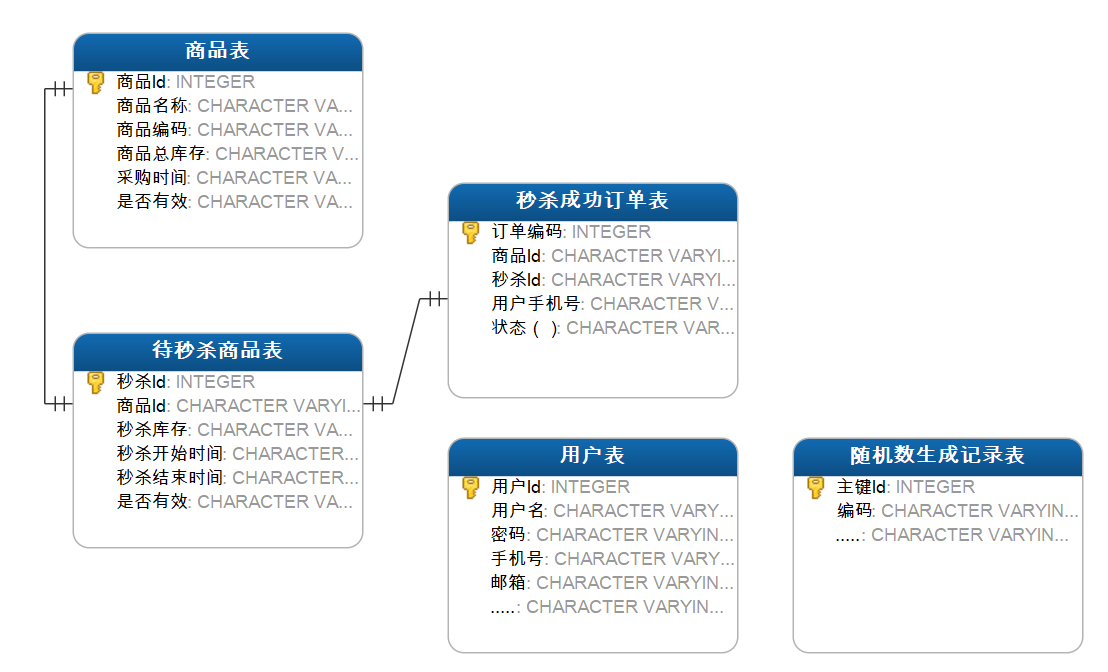 商品表
商品Id: INTEGER
商品名称: CHARACTER VA...
商品编码: CHARACTER VA...
商品总库存: CHARACTER V...
采购时间: CHARACTER VA...
是否有效: CHARACTER VA...
待秒杀商品表
秒杀Id: INTEGER
商品Id: CHARACTER VARYI...
秒杀库存: CHARACTER VA...
秒杀开始时间: CHARACTER...
秒杀结束时间: CHARACTER...
是否有效: CHARACTER VA...
秒杀成功订单表
订单编码: INTEGER
商品Id: CHARACTER VARYI...
秒杀Id: CHARACTER VARYI...
用户手机号: CHARACTER V...
状态（ ）: CHARACTER VAR...
用户表
用户Id: INTEGER
用户名: CHARACTER VARY...
密码: CHARACTER VARYIN...
手机号: CHARACTER VARY...
邮箱: CHARACTER VARYIN...
.....: CHARACTER VARYIN...
随机数生成记录表
主键Id: INTEGER
编码: CHARACTER VARYIN...
.....: CHARACTER VARYIN...